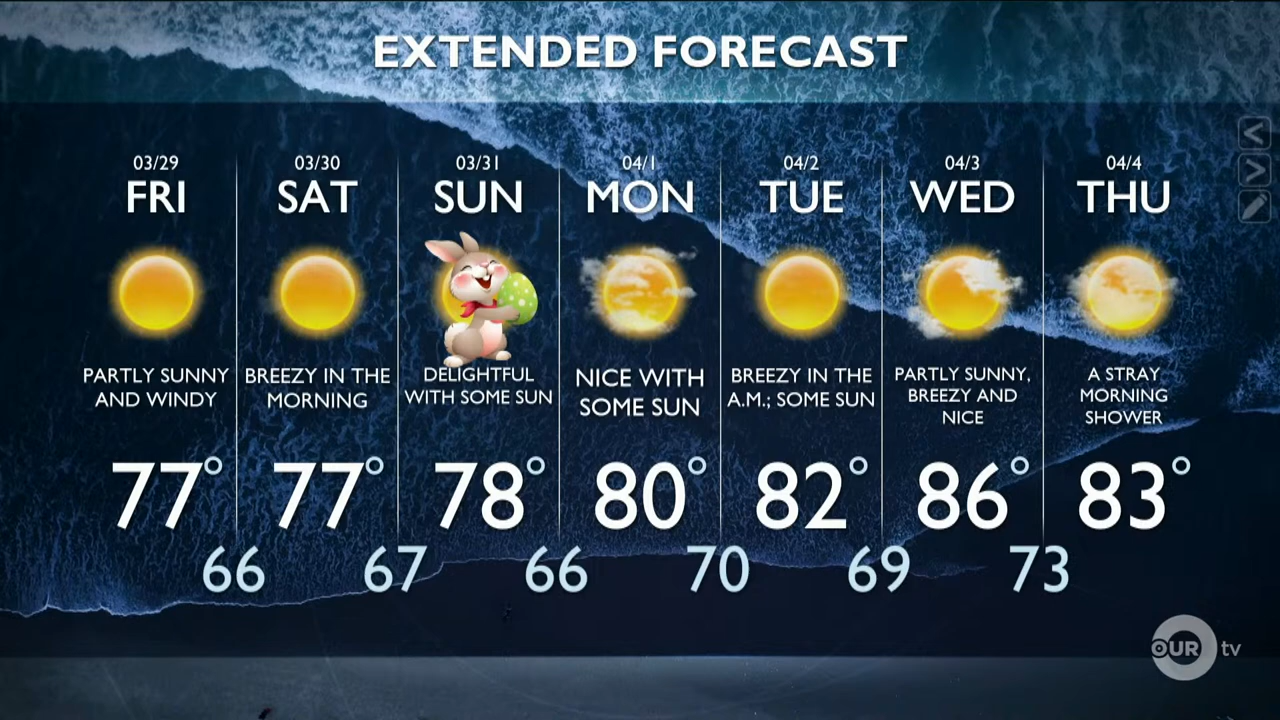 EXTENDED FORECAST
03/29
FRI
PARTLY SUNNY
AND WINDY
77°
66
03/30
SAT
BREEZY IN THE
MORNING
77°
67
03/31
SUN
DELIGHTFUL
WITH SOME SUN
78°
66
04/1
MON
NICE WITH
SOME SUN
80°
70
04/2
TUE
BREEZY IN THE
A.M.; SOME SUN
82°
69
04/3
WED
PARTLY SUNNY,
BREEZY AND
NICE
86°
73
04/4
THU
A STRAY
MORNING
SHOWER
83°
OUR tv